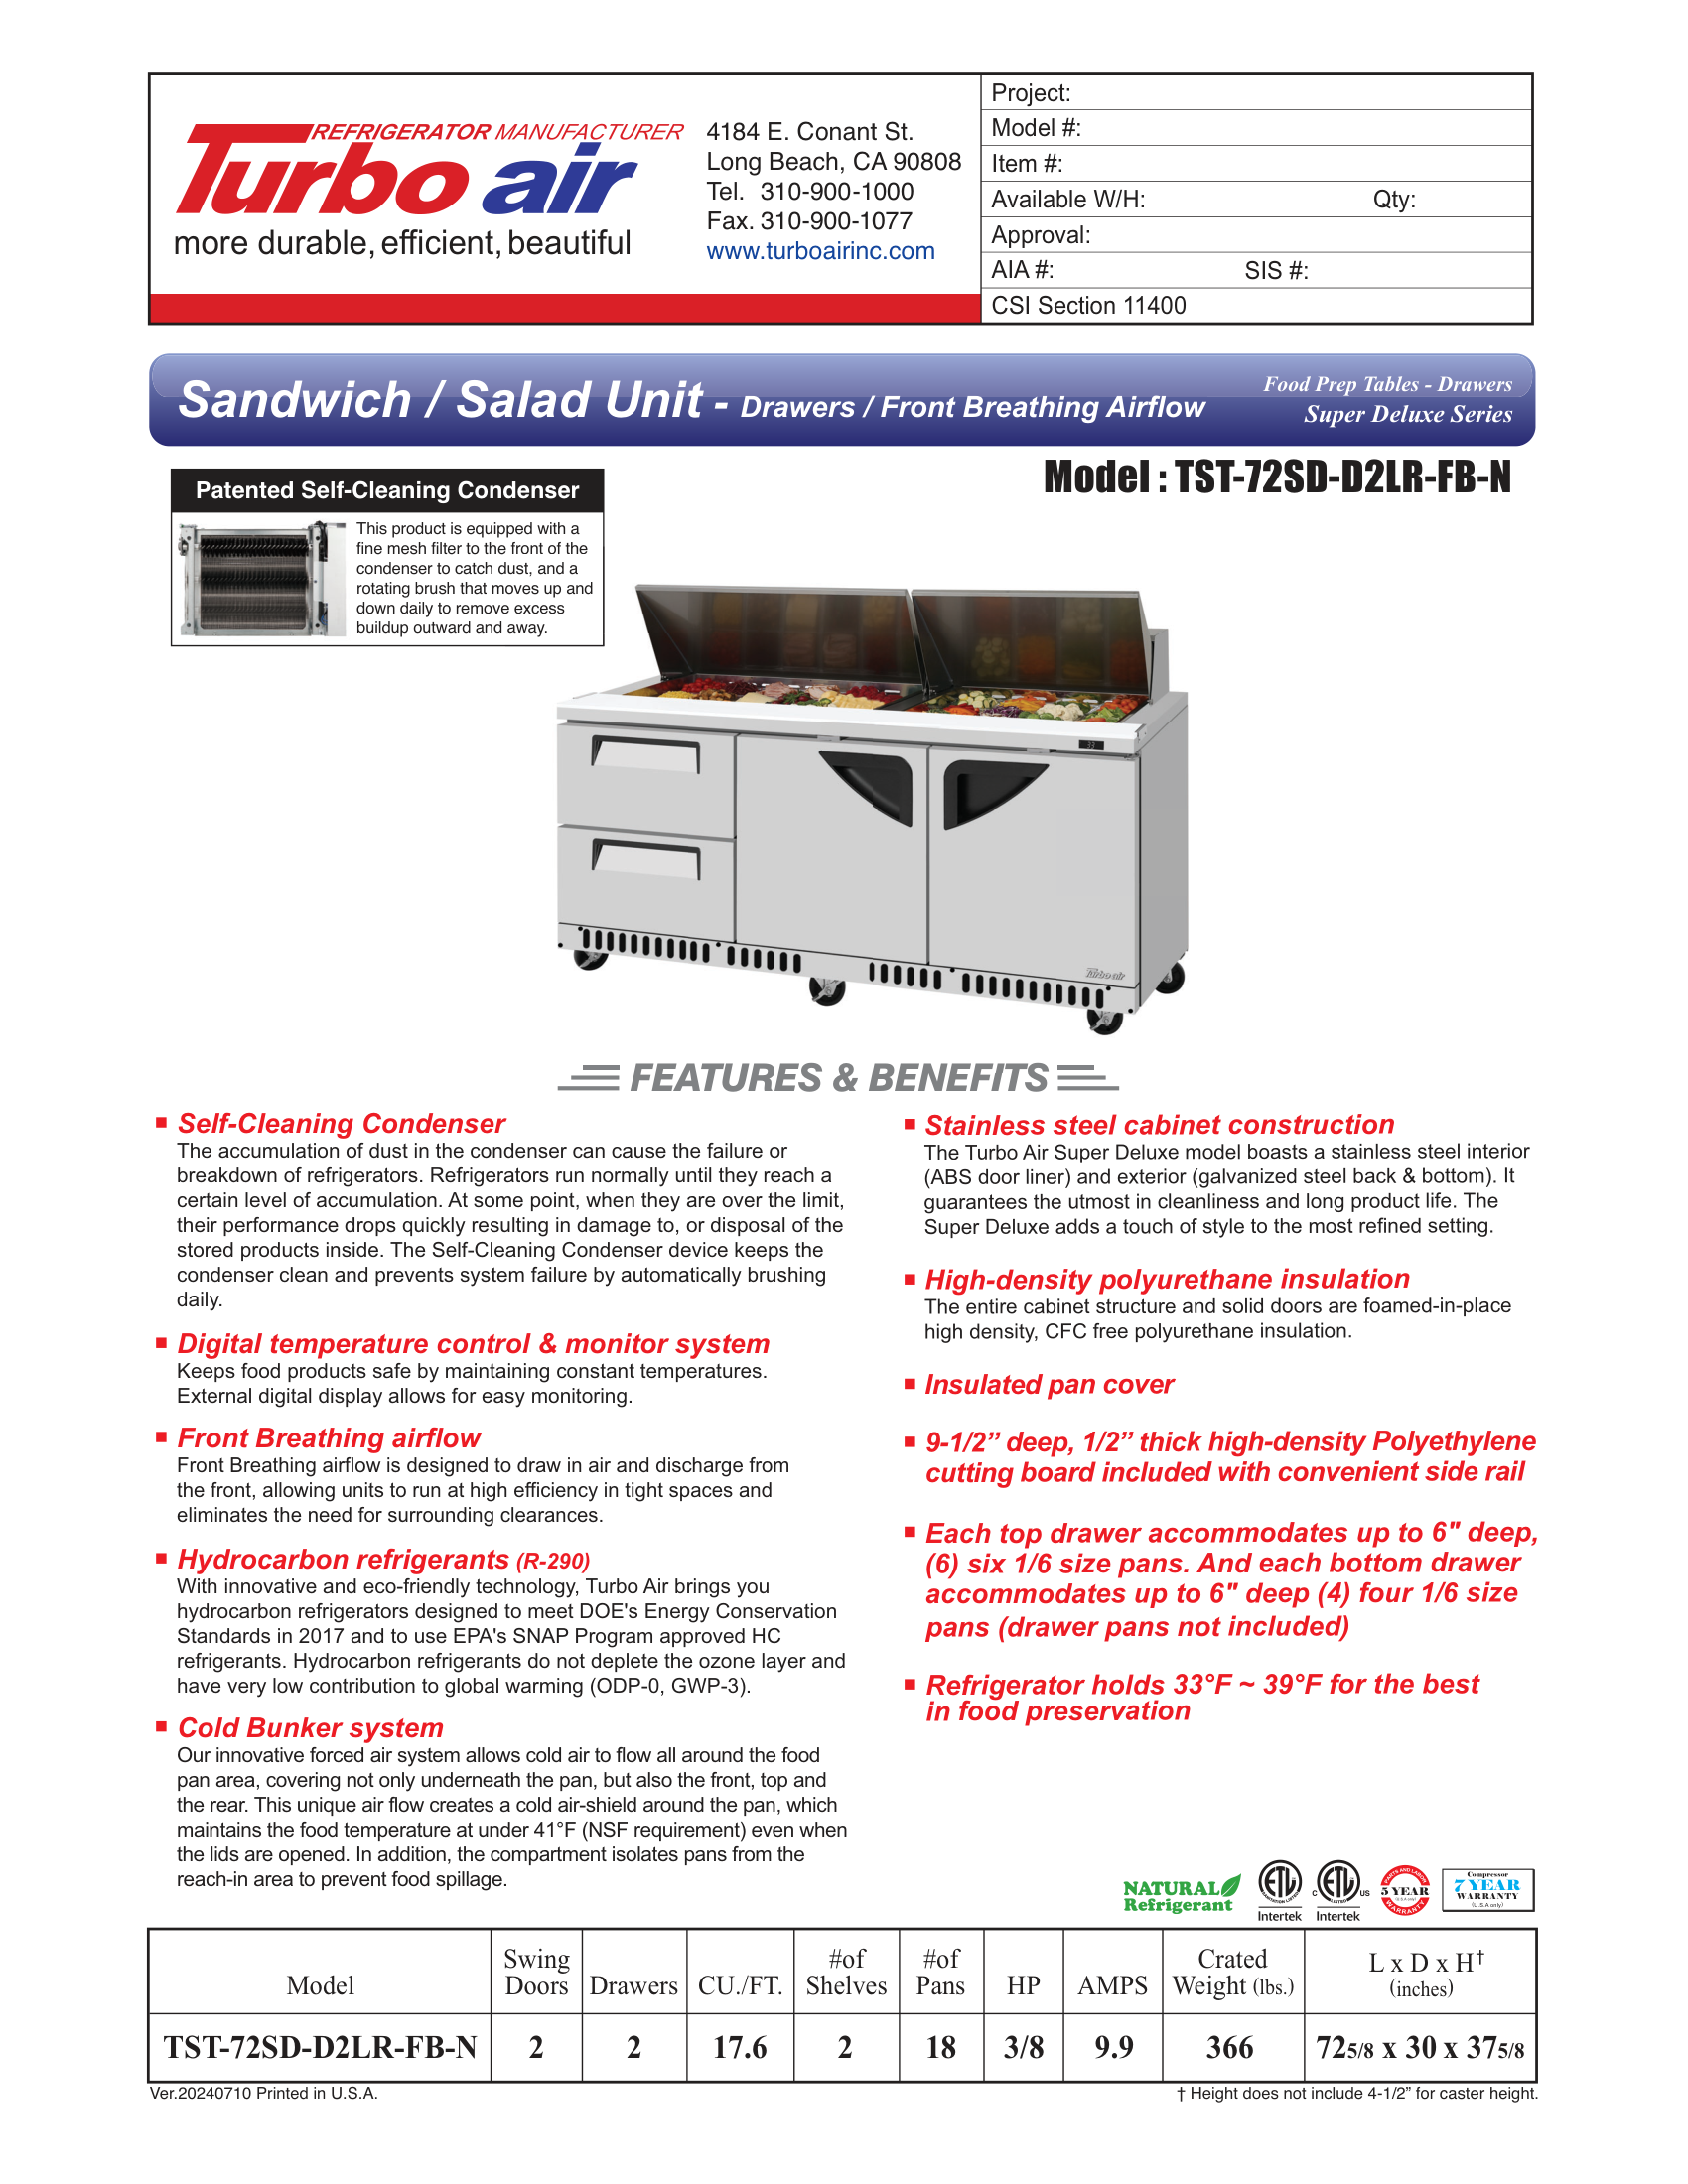 REFRIGERATOR MANUFACTURER
Turbo air
more durable, efficient, beautiful
4184 E. Conant St.
Long Beach, CA 90808
Tel. 310-900-1000
Fax. 310-900-1077
www.turboairinc.com
Project:
Model #:
Item #:
Available W/H: Qty:
Approval:
AIA #: SIS #:
CSI Section 11400
Sandwich / Salad Unit - Drawers / Front Breathing Airflow
Food Prep Tables - Drawers
Super Deluxe Series
Model : TST-72SD-D2LR-FB-N
Patented Self-Cleaning Condenser
This product is equipped with a
fine mesh filter to the front of the
condenser to catch dust, and a
rotating brush that moves up and
down daily to remove excess
buildup outward and away.
Turbo air
FEATURES & BENEFITS
Self-Cleaning Condenser
The accumulation of dust in the condenser can cause the failure or
breakdown of refrigerators. Refrigerators run normally until they reach a
certain level of accumulation. At some point, when they are over the limit,
their performance drops quickly resulting in damage to, or disposal of the
stored products inside. The Self-Cleaning Condenser device keeps the
condenser clean and prevents system failure by automatically brushing
daily.
Digital temperature control & monitor system
Keeps food products safe by maintaining constant temperatures.
External digital display allows for easy monitoring.
Front Breathing airflow
Front Breathing airflow is designed to draw in air and discharge from
the front, allowing units to run at high efficiency in tight spaces and
eliminates the need for surrounding clearances.
Hydrocarbon refrigerants (R-290)
With innovative and eco-friendly technology, Turbo Air brings you
hydrocarbon refrigerators designed to meet DOE's Energy Conservation
Standards in 2017 and to use EPA's SNAP Program approved HC
refrigerants. Hydrocarbon refrigerants do not deplete the ozone layer and
have very low contribution to global warming (ODP-0, GWP-3).
Cold Bunker system
Our innovative forced air system allows cold air to flow all around the food
pan area, covering not only underneath the pan, but also the front, top and
the rear. This unique air flow creates a cold air-shield around the pan, which
maintains the food temperature at under 41°F (NSF requirement) even when
the lids are opened. In addition, the compartment isolates pans from the
reach-in area to prevent food spillage.
Stainless steel cabinet construction
The Turbo Air Super Deluxe model boasts a stainless steel interior
(ABS door liner) and exterior (galvanized steel back & bottom). It
guarantees the utmost in cleanliness and long product life. The
Super Deluxe adds a touch of style to the most refined setting.
High-density polyurethane insulation
The entire cabinet structure and solid doors are foamed-in-place
high density, CFC free polyurethane insulation.
Insulated pan cover
9-1/2” deep, 1/2” thick high-density Polyethylene
cutting board included with convenient side rail
Each top drawer accommodates up to 6" deep,
(6) six 1/6 size pans. And each bottom drawer
accommodates up to 6" deep (4) four 1/6 size
pans (drawer pans not included)
Refrigerator holds 33°F ~ 39°F for the best
in food preservation
NATURAL
Refrigerant
ETL
Intertek
C ETL US
Intertek
PARTS AND LABOR
5 YEAR
WARRANTY
Compressor
7 YEAR
WARRANTY
(U.S.A only)
Model Swing Doors Drawers CU./FT. #of Shelves #of Pans HP AMPS Crated Weight (lbs.) L x D x H† (inches)
TST-72SD-D2LR-FB-N 2 2 17.6 2 18 3/8 9.9 366 725/8 x 30 x 375/8
Ver.20240710 Printed in U.S.A.
† Height does not include 4-1/2” for caster height.